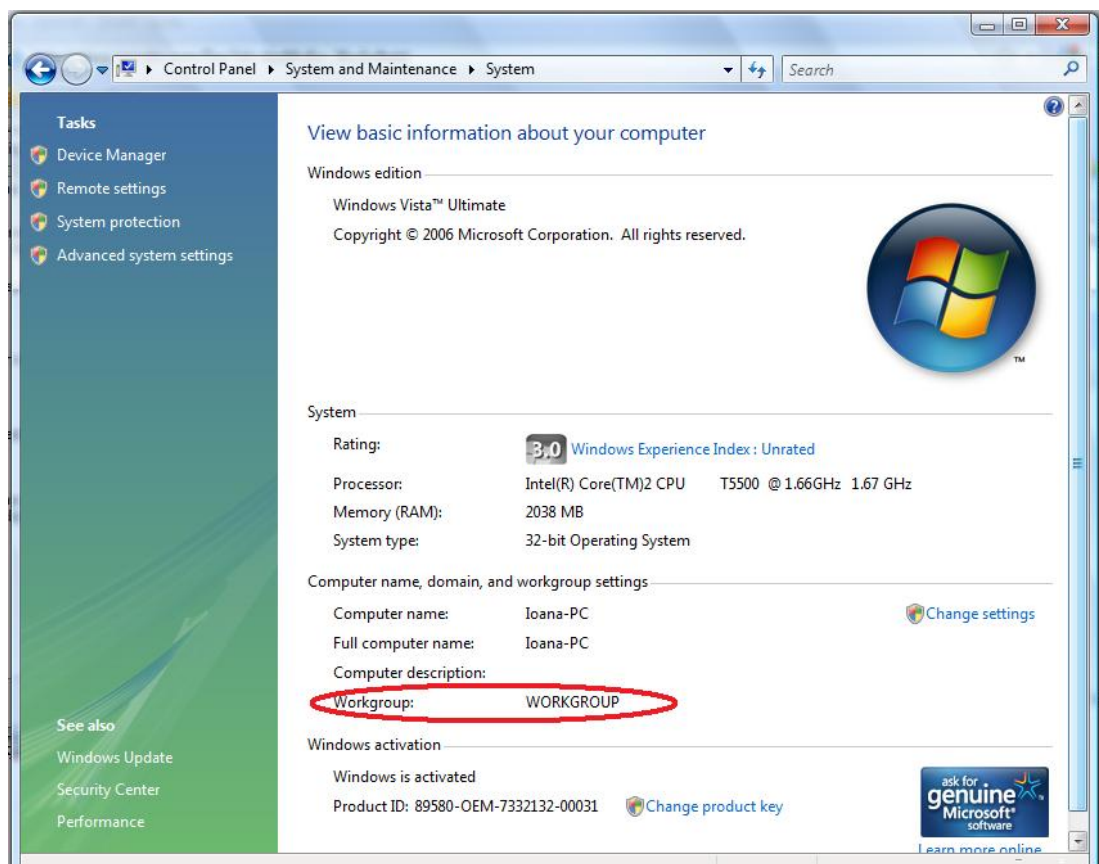 Control Panel ▸ System and Maintenance ▸ System
Search
Tasks
Device Manager
Remote settings
System protection
Advanced system settings
See also
Windows Update
Security Center
Performance
View basic information about your computer
Windows edition
Windows Vista™ Ultimate
Copyright © 2006 Microsoft Corporation. All rights reserved.
TM
System
Rating: 3.0 Windows Experience Index : Unrated
Processor: Intel(R) Core(TM)2 CPU T5500 @ 1.66GHz 1.67 GHz
Memory (RAM): 2038 MB
System type: 32-bit Operating System
Computer name, domain, and workgroup settings
Computer name: Ioana-PC Change settings
Full computer name: Ioana-PC
Computer description:
Workgroup: WORKGROUP
Windows activation
Windows is activated
Product ID: 89580-OEM-7332132-00031 Change product key
ask for
genuine
Microsoft®
software
Learn more online